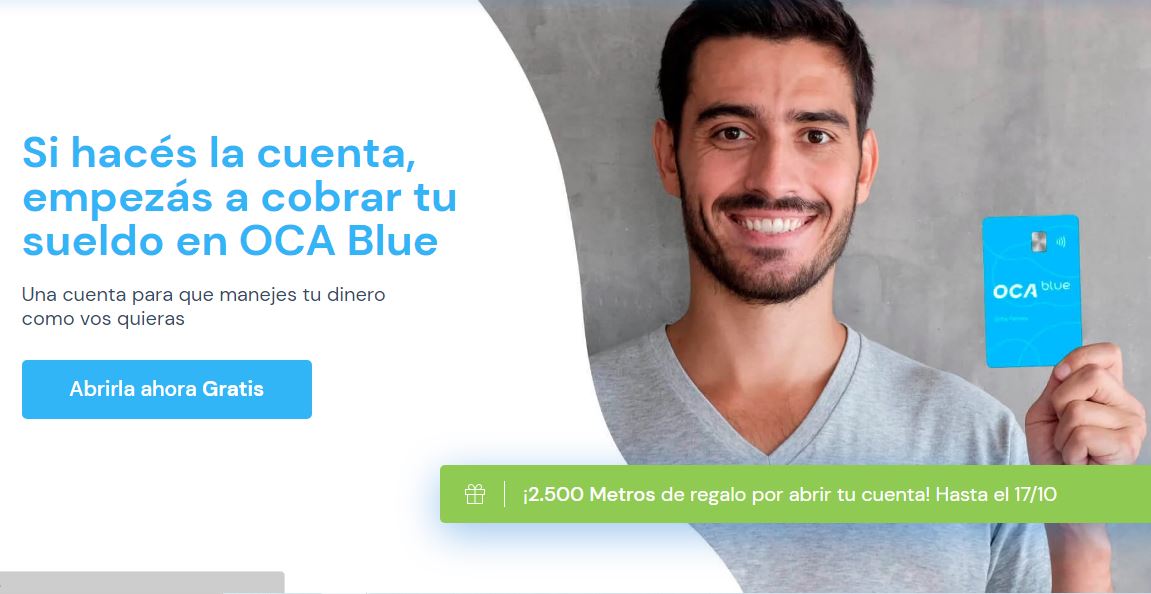 Si hacés la cuenta,
empezás a cobrar tu
sueldo en OCA Blue
Una cuenta para que manejes tu dinero
como vos quieras
Abrirla ahora Gratis
OCA blue
¡2.500 Metros de regalo por abrir tu cuenta! Hasta el 17/10